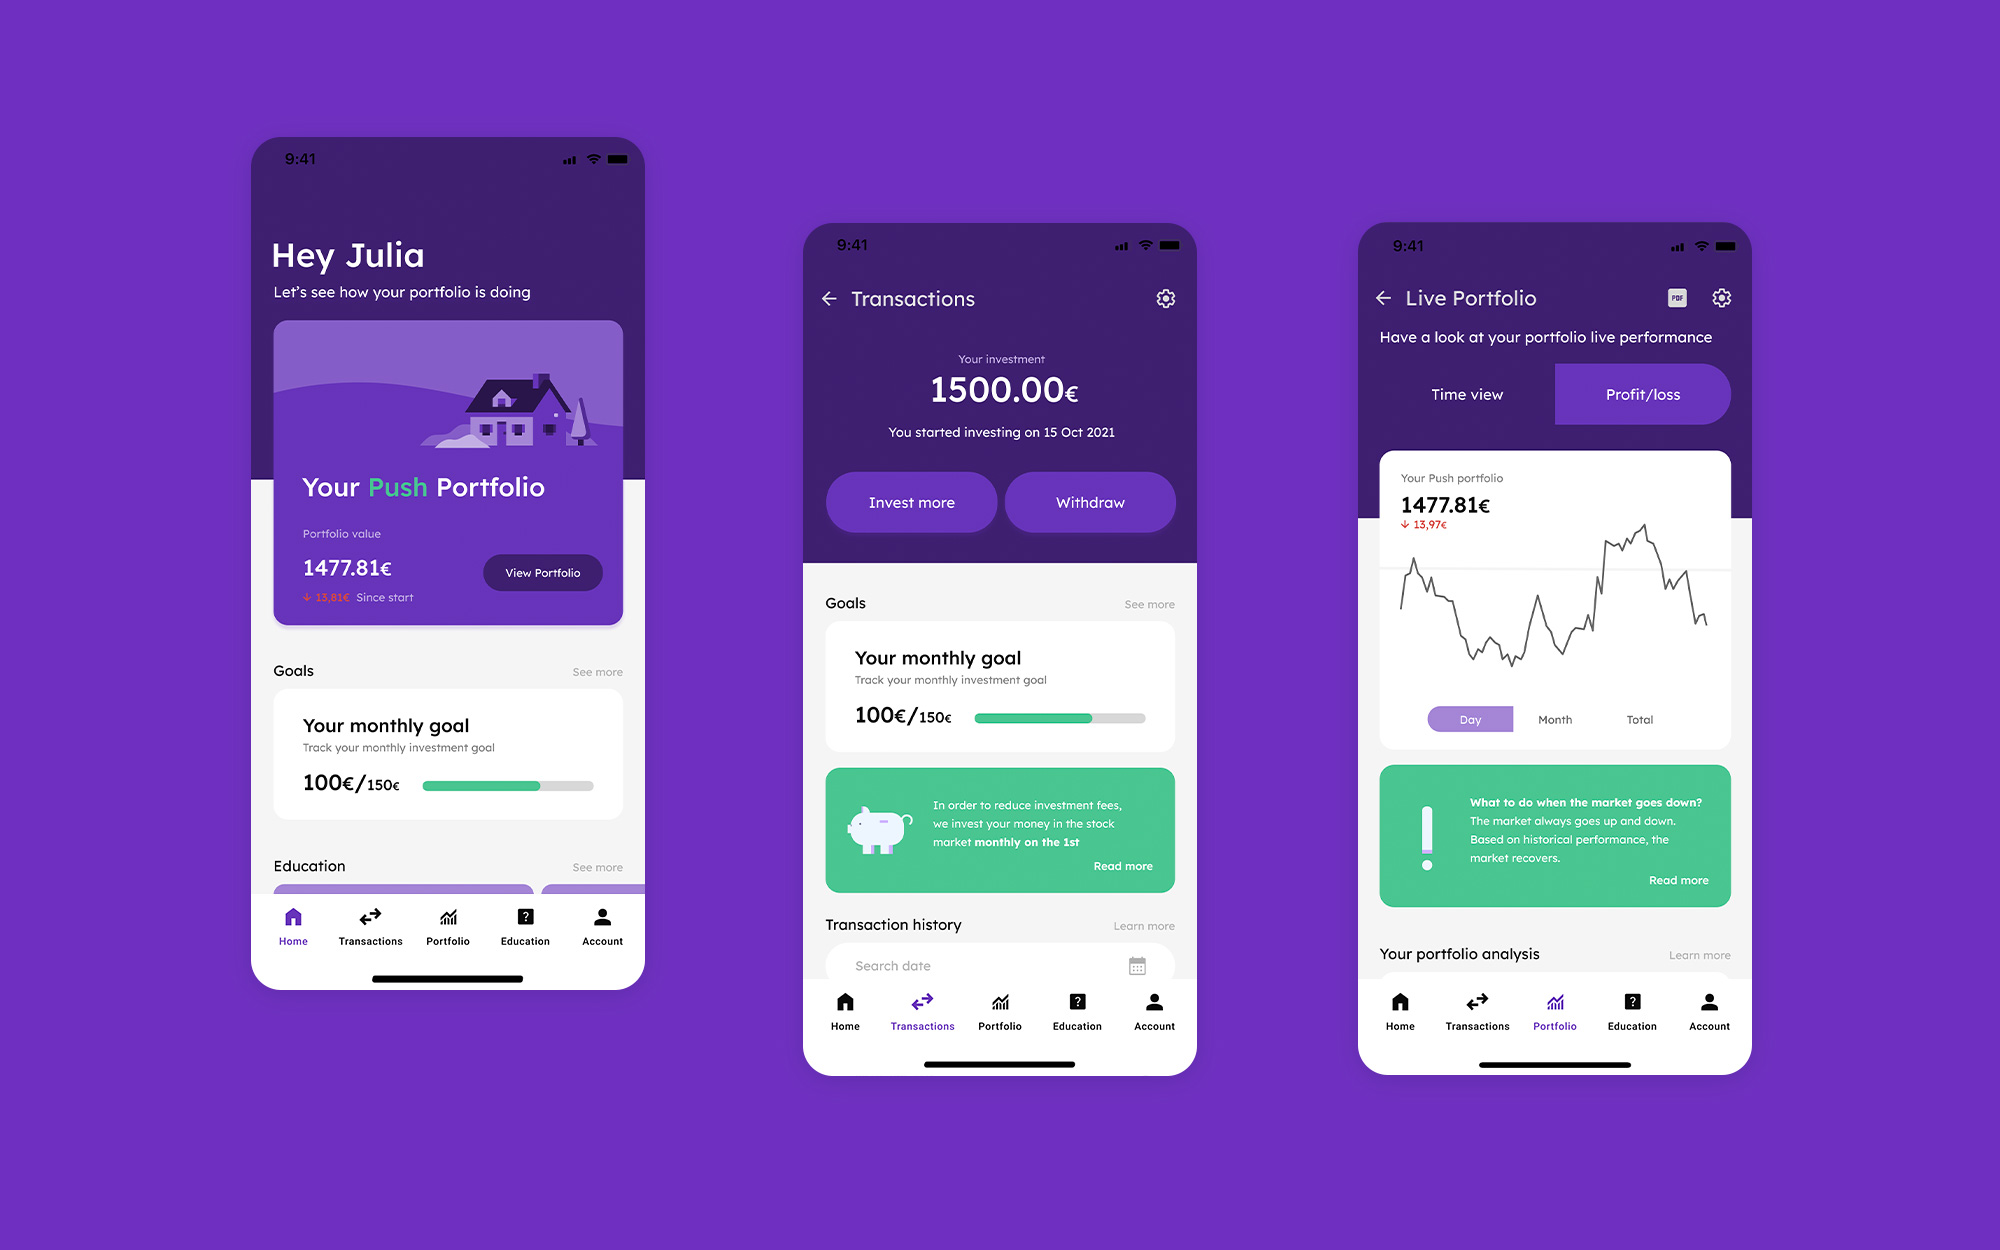 9:41
Hey Julia
Let's see how your portfolio is doing
Your Push Portfolio
Portfolio value
1477.81€
↓ 13,81€ Since start
View Portfolio
Goals
See more
Your monthly goal
Track your monthly investment goal
100€/150€
Education
See more
Home
Transactions
Portfolio
?
Education
Account
9:41
Transactions
Your investment
1500.00€
You started investing on 15 Oct 2021
Invest more
Withdraw
Goals
See more
Your monthly goal
Track your monthly investment goal
100€/150€
In order to reduce investment fees,
we invest your money in the stock
market monthly on the 1st
Read more
Transaction history
Learn more
Search date
Home
Transactions
Portfolio
?
Education
Account
9:41
Live Portfolio
PDF
Have a look at your portfolio live performance
Time view
Profit/loss
Your Push portfolio
1477.81€
↓ 13,97€
Day
Month
Total
What to do when the market goes down?
The market always goes up and down.
Based on historical performance, the
market recovers.
Read more
Your portfolio analysis
Learn more
Home
Transactions
Portfolio
?
Education
Account